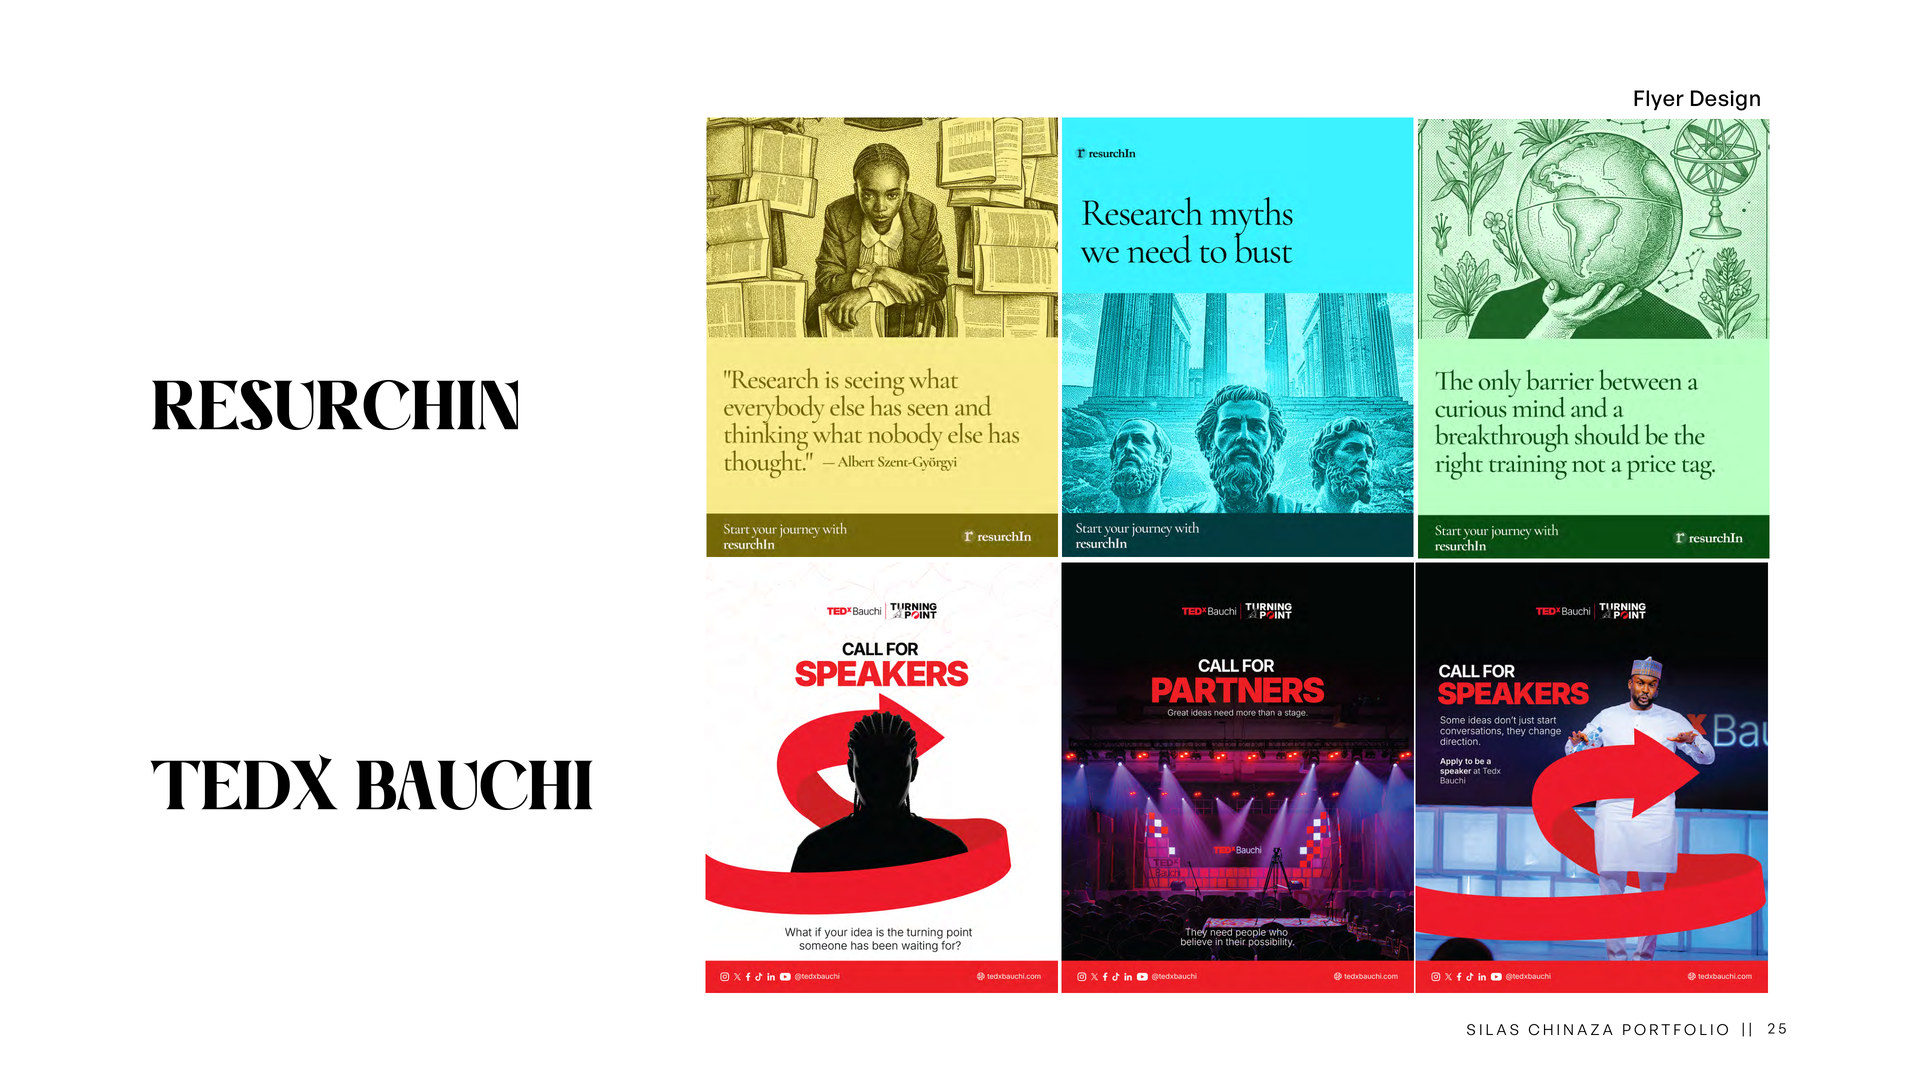 Flyer Design
RESURCHIN
"Research is seeing what
everybody else has seen and
thinking what nobody else has
thought." — Albert Szent-Györgyi
Start your journey with
resurchIn
r resurchIn
r resurchIn
Research myths
we need to bust
Start your journey with
resurchIn
The only barrier between a
curious mind and a
breakthrough should be the
right training not a price tag.
Start your journey with
resurchIn
r resurchIn
TEDX BAUCHI
TEDx Bauchi | TURNING
POINT
CALL FOR
SPEAKERS
What if your idea is the turning point
someone has been waiting for?
@tedxbauchi
tedxbauchi.com
TEDx Bauchi | TURNING
POINT
CALL FOR
PARTNERS
Great ideas need more than a stage.
TEDx Bauchi
TEDx
Bauchi
They need people who
believe in their possibility.
@tedxbauchi
tedxbauchi.com
TEDx Bauchi | TURNING
POINT
CALL FOR
SPEAKERS
Some ideas don't just start
conversations, they change
direction.
Apply to be a
speaker at Tedx
Bauchi
x Bau
@tedxbauchi
tedxbauchi.com
SILAS CHINAZA PORTFOLIO || 25